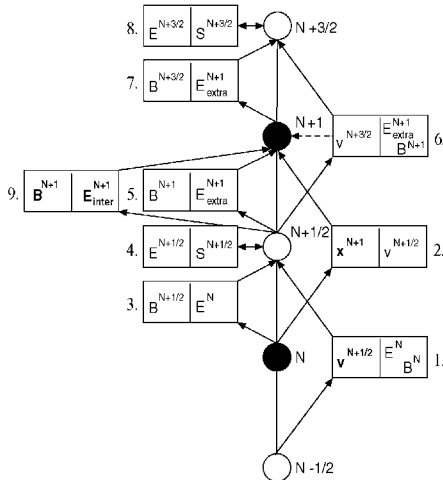 8. E^{N+3/2} S^{N+3/2} N+3/2
7. B^{N+3/2} E^{N+1}_{extra}
N+1
v^{N+3/2} E^{N+1}_{extra} B^{N+1} 6.
9. B^{N+1} E^{N+1}_{inter}
5. B^{N+1} E^{N+1}_{extra}
N+1/2
4. E^{N+1/2} S^{N+1/2}
x^{N+1} v^{N+1/2} 2.
3. B^{N+1/2} E^{N}
N
v^{N+1/2} E^{N} B^{N} 1.
N-1/2